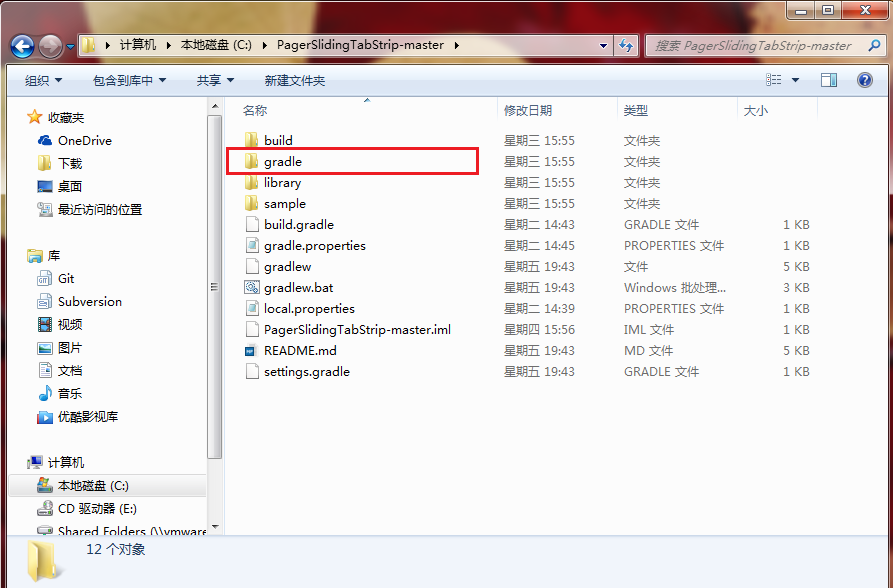 计算机 本地磁盘 (C:) PagerSlidingTabStrip-master 搜索 PagerSlidingTabStrip-master
组织 包含到库中 共享 新建文件夹
名称 修改日期 类型 大小
收藏夹
OneDrive
下载
桌面
最近访问的位置
库
Git
Subversion
视频
图片
文档
音乐
优酷影视库
计算机
本地磁盘 (C:)
CD 驱动器 (E:)
Shared Folders (\\vmware
build 星期三 15:55 文件夹
gradle 星期三 15:55 文件夹
library 星期三 15:55 文件夹
sample 星期三 15:55 文件夹
build.gradle 星期二 14:43 GRADLE 文件 1 KB
gradle.properties 星期二 14:45 PROPERTIES 文件 1 KB
gradlew 星期五 19:43 文件 5 KB
gradlew.bat 星期五 19:43 Windows 批处理... 3 KB
local.properties 星期二 14:39 PROPERTIES 文件 1 KB
PagerSlidingTabStrip-master.iml 星期四 15:56 IML 文件 1 KB
README.md 星期五 19:43 MD 文件 5 KB
settings.gradle 星期五 19:43 GRADLE 文件 1 KB
12 个对象